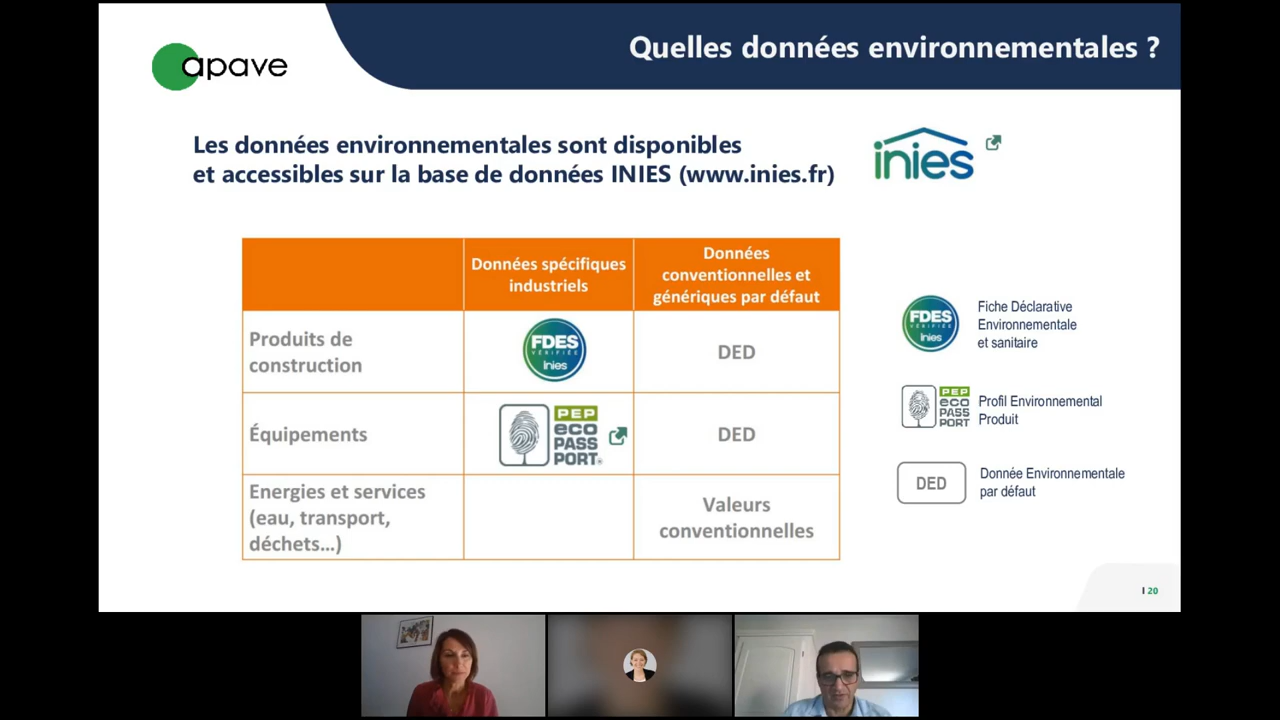 apave
Quelles données environnementales ?
Les données environnementales sont disponibles
et accessibles sur la base de données INIES (www.inies.fr)
inies
Données spécifiques
industriels
Données
conventionnelles et
génériques par défaut
Produits de
construction
FDES
VÉRIFIÉE
Inies
DED
Équipements
PEP
eco
PASS
PORT®
DED
Energies et services
(eau, transport,
déchets...)
Valeurs
conventionnelles
FDES
VÉRIFIÉE
Inies
Fiche Déclarative
Environnementale
et sanitaire
PEP
eco
PASS
PORT
Profil Environnemental
Produit
DED
Donnée Environnementale
par défaut
I 20